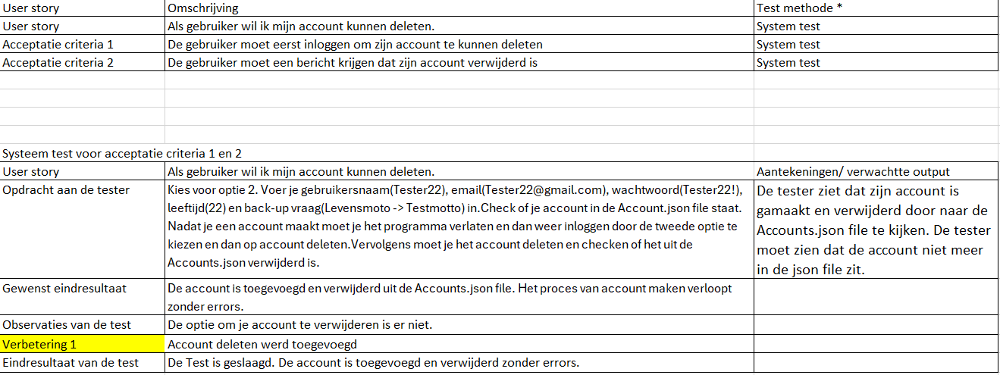 User story Omschrijving Test methode *
User story Als gebruiker wil ik mijn account kunnen deleten. System test
Acceptatie criteria 1 De gebruiker moet eerst inloggen om zijn account te kunnen deleten System test
Acceptatie criteria 2 De gebruiker moet een bericht krijgen dat zijn account verwijderd is System test
Systeem test voor acceptatie criteria 1 en 2
User story Als gebruiker wil ik mijn account kunnen deleten. Aantekeningen/ verwachtte output
Opdracht aan de tester
Kies voor optie 2. Voer je gebruikersnaam(Tester22), email(Tester22@gmail.com), wachtwoord(Tester22!),
leeftijd(22) en back-up vraag(Levensmoto -> Testmotto) in.Check of je account in de Account.json file staat.
Nadat je een account maakt moet je het programma verlaten en dan weer inloggen door de tweede optie te
kiezen en dan op account deleten.Vervolgens moet je het account deleten en checken of het uit de
Accounts.json verwijderd is.
De tester ziet dat zijn account is
gamaakt en verwijderd door naar de
Accounts.json file te kijken. De tester
moet zien dat de account niet meer
in de json file zit.
Gewenst eindresultaat De account is toegevoegd en verwijderd uit de Accounts.json file. Het proces van account maken verloopt
zonder errors.
Observaties van de test De optie om je account te verwijderen is er niet.
Verbetering 1 Account deleten werd toegevoegd
Eindresultaat van de test De Test is geslaagd. De account is toegevoegd en verwijderd zonder errors.